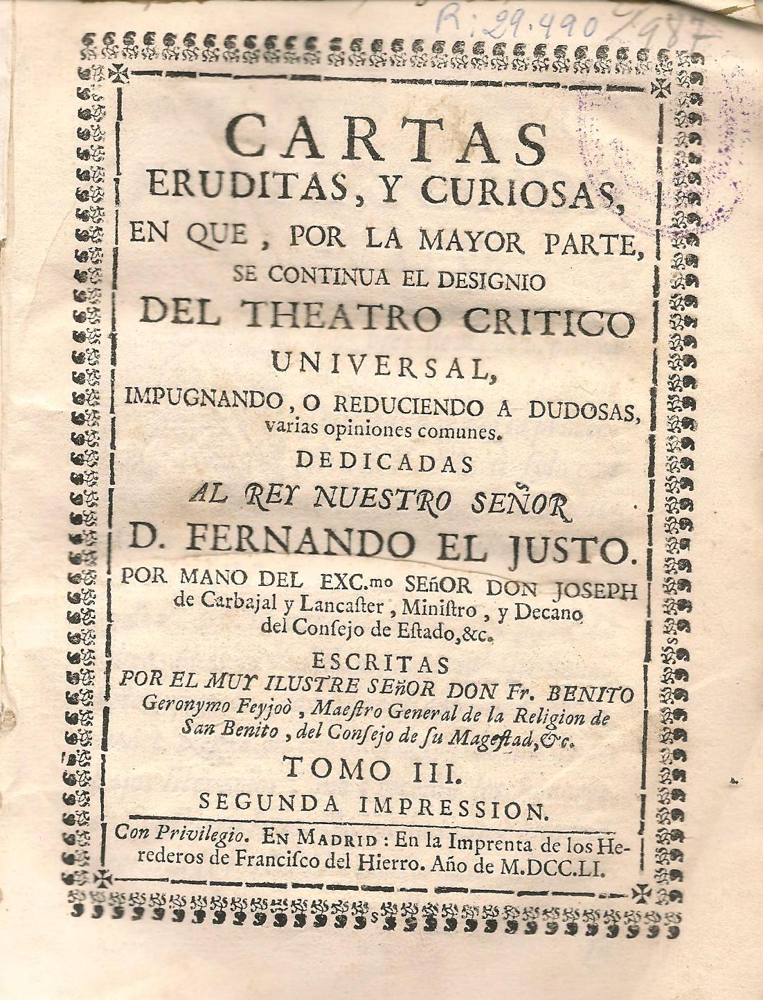 R: 29.490
CARTAS
ERUDITAS, Y CURIOSAS,
EN QUE, POR LA MAYOR PARTE,
SE CONTINUA EL DESIGNIO
DEL THEATRO CRITICO
UNIVERSAL,
IMPUGNANDO, O REDUCIENDO A DUDOSAS,
varias opiniones comunes.
DEDICADAS
AL REY NUESTRO SEÑOR
D. FERNANDO EL JUSTO.
POR MANO DEL EXC.mo SEñOR DON JOSEPH
de Carbajal y Lancaſter, Miniſtro, y Decano
del Conſejo de Eſtado, &c.
ESCRITAS
POR EL MUY ILUSTRE SEñOR DON Fr. BENITO
Geronymo Feyjoò, Maeſtro General de la Religion de
San Benito, del Conſejo de ſu Mageſtad, &c.
TOMO III.
SEGUNDA IMPRESSION.
Con Privilegio. EN MADRID: En la Imprenta de los He-
rederos de Franciſco del Hierro. Año de M.DCC.LI.